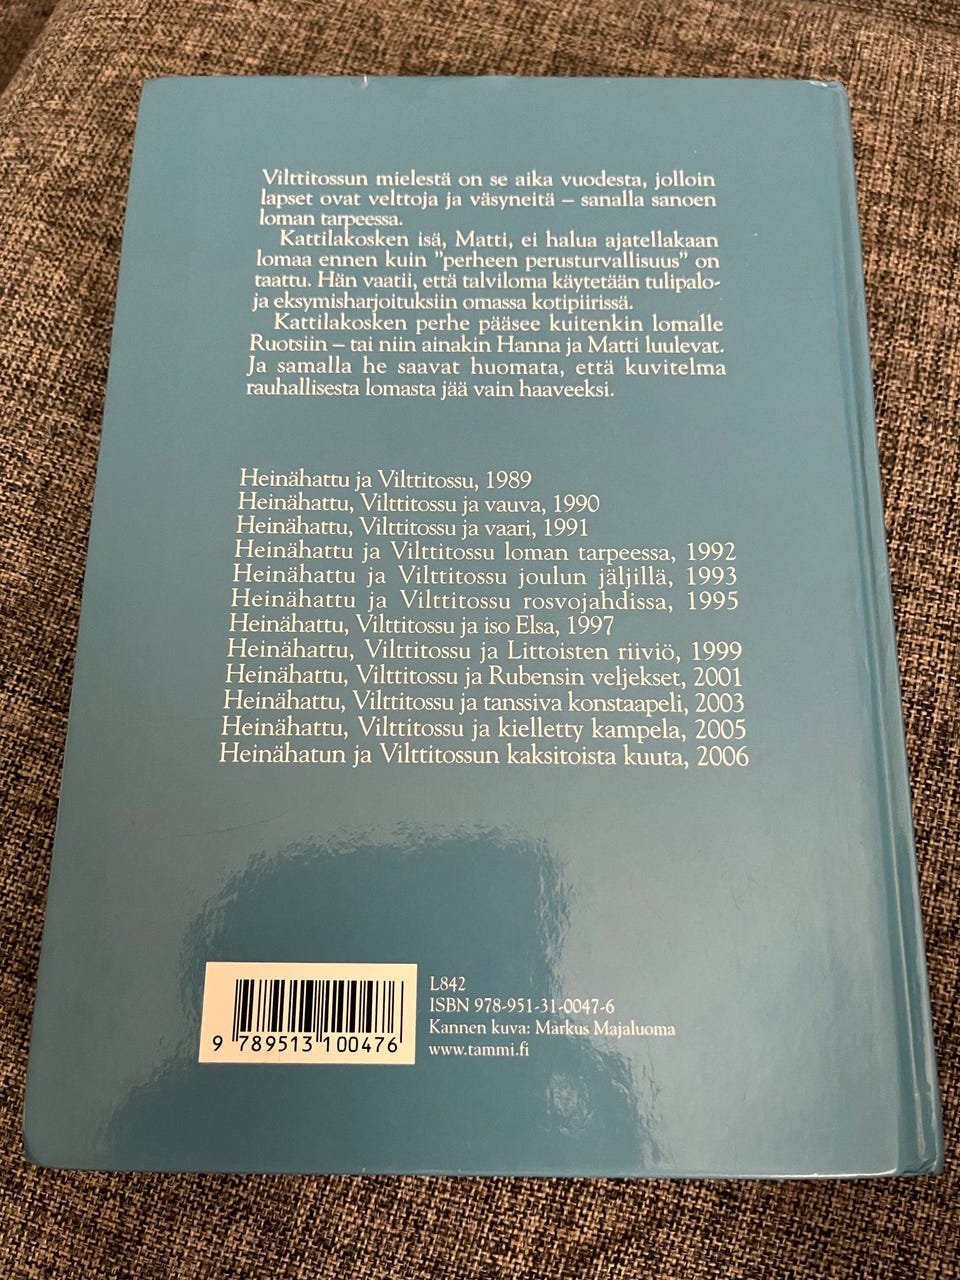 Vilttitossun mielestä on se aika vuodesta, jolloin
lapset ovat velttoja ja väsyneitä – sanalla sanoen
loman tarpeessa.
Kattilakosken isä, Matti, ei halua ajatellakaan
lomaa ennen kuin ”perheen perusturvallisuus” on
taattu. Hän vaatii, että talviloma käytetään tulipalo-
ja eksymisharjoituksiin omassa kotipiirissä.
Kattilakosken perhe pääsee kuitenkin lomalle
Ruotsiin – tai niin ainakin Hanna ja Matti luulevat.
Ja samalla he saavat huomata, että kuvitelma
rauhallisesta lomasta jää vain haaveeksi.
Heinähattu ja Vilttitossu, 1989
Heinähattu, Vilttitossu ja vauva, 1990
Heinähattu, Vilttitossu ja vaari, 1991
Heinähattu ja Vilttitossu loman tarpeessa, 1992
Heinähattu ja Vilttitossu joulun jäljillä, 1993
Heinähattu ja Vilttitossu rosvojahdissa, 1995
Heinähattu, Vilttitossu ja iso Elsa, 1997
Heinähattu, Vilttitossu ja Littoisten riiviö, 1999
Heinähattu, Vilttitossu ja Rubensin veljekset, 2001
Heinähattu, Vilttitossu ja tanssiva konstaapeli, 2003
Heinähattu, Vilttitossu ja kielletty kampela, 2005
Heinähatun ja Vilttitossun kaksitoista kuuta, 2006
L842
ISBN 978-951-31-0047-6
Kannen kuva: Markus Majaluoma
www.tammi.fi
9 789513 100476